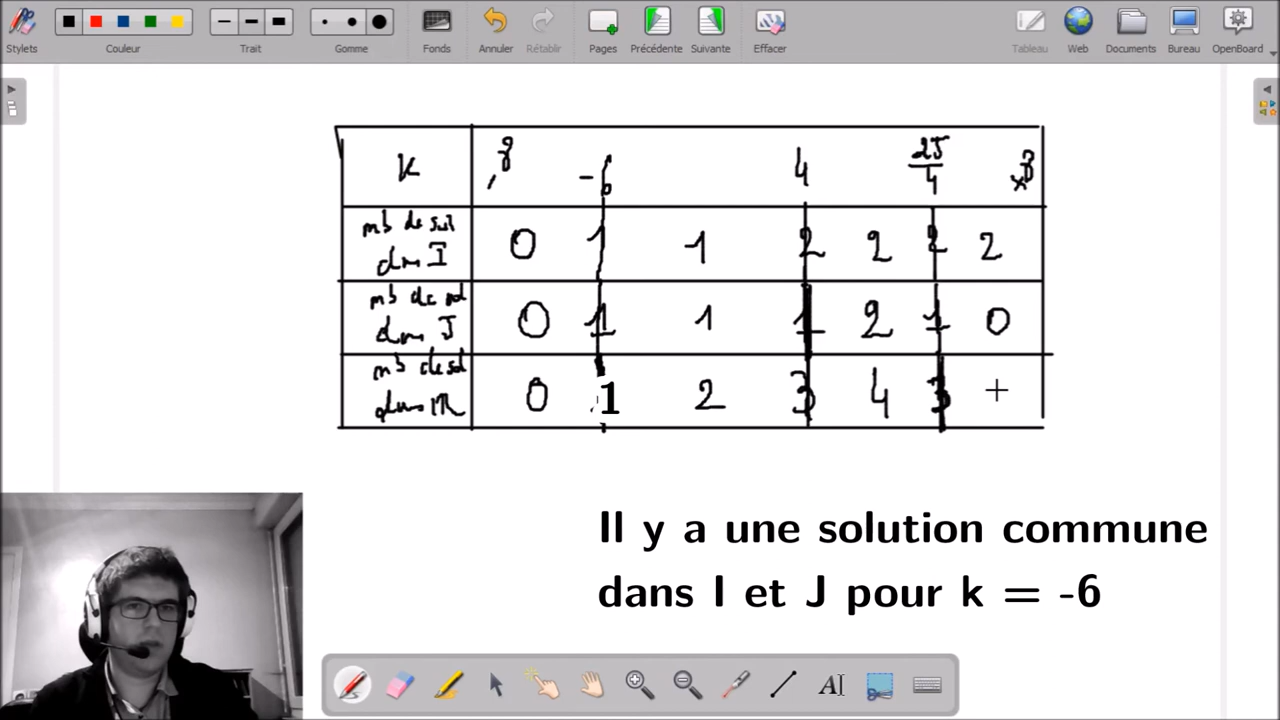 Stylets Couleur Trait Gomme Fonds Annuler Rétablir Pages Précédente Suivante Effacer Tableau Web Documents Bureau OpenBoard
K -∞ -6 4 25/4 +∞
nb de sol dans I 0 1 1 2 2 2 2
nb de sol dans J 0 1 1 1 2 1 0
nb de sol dans IR 0 1 2 3 4 3 +
Il y a une solution commune
dans I et J pour k = -6
AI